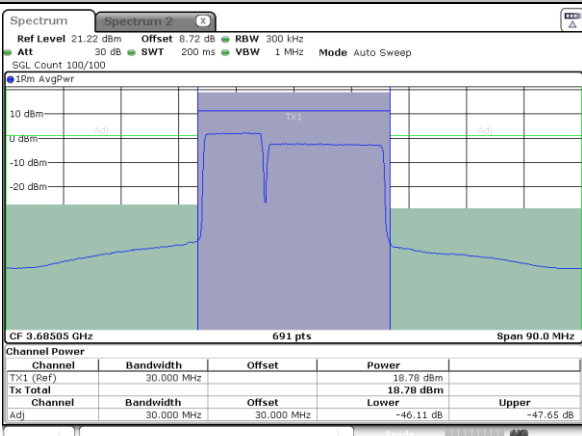 Spectrum Spectrum 2 X
Ref Level 21.22 dBm Offset 8.72 dB RBW 300 kHz
Att 30 dB SWT 200 ms VBW 1 MHz Mode Auto Sweep
SGL Count 100/100
1Rm AvgPwr
10 dBm
TX1
Adj Adj
0 dBm
-10 dBm
-20 dBm
CF 3.68505 GHz 691 pts Span 90.0 MHz
Channel Power
Channel Bandwidth Offset Power
TX1 (Ref) 30.000 MHz 18.78 dBm
Tx Total 18.78 dBm
Channel Bandwidth Offset Lower Upper
Adj 30.000 MHz 30.000 MHz -46.11 dB -47.65 dB